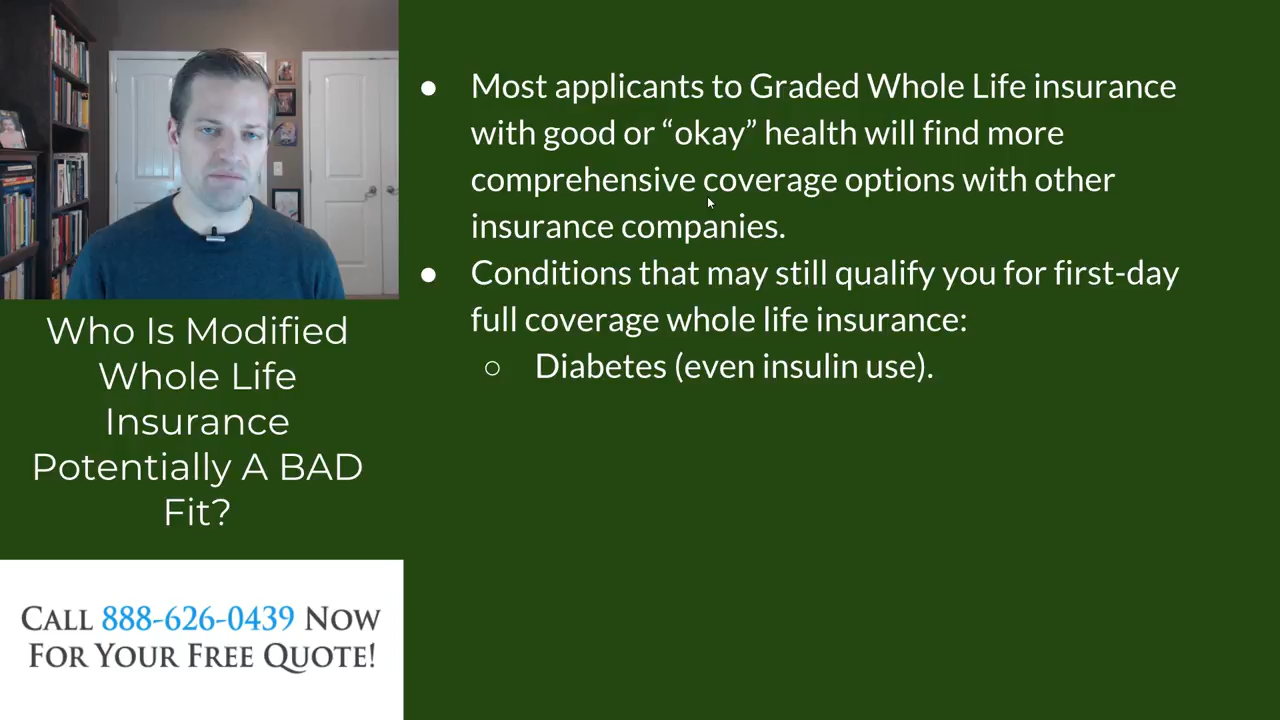 Who Is Modified
Whole Life
Insurance
Potentially A BAD
Fit?
CALL 888-626-0439 NOW
FOR YOUR FREE QUOTE!
● Most applicants to Graded Whole Life insurance
with good or “okay” health will find more
comprehensive coverage options with other
insurance companies.
● Conditions that may still qualify you for first-day
full coverage whole life insurance:
○ Diabetes (even insulin use).